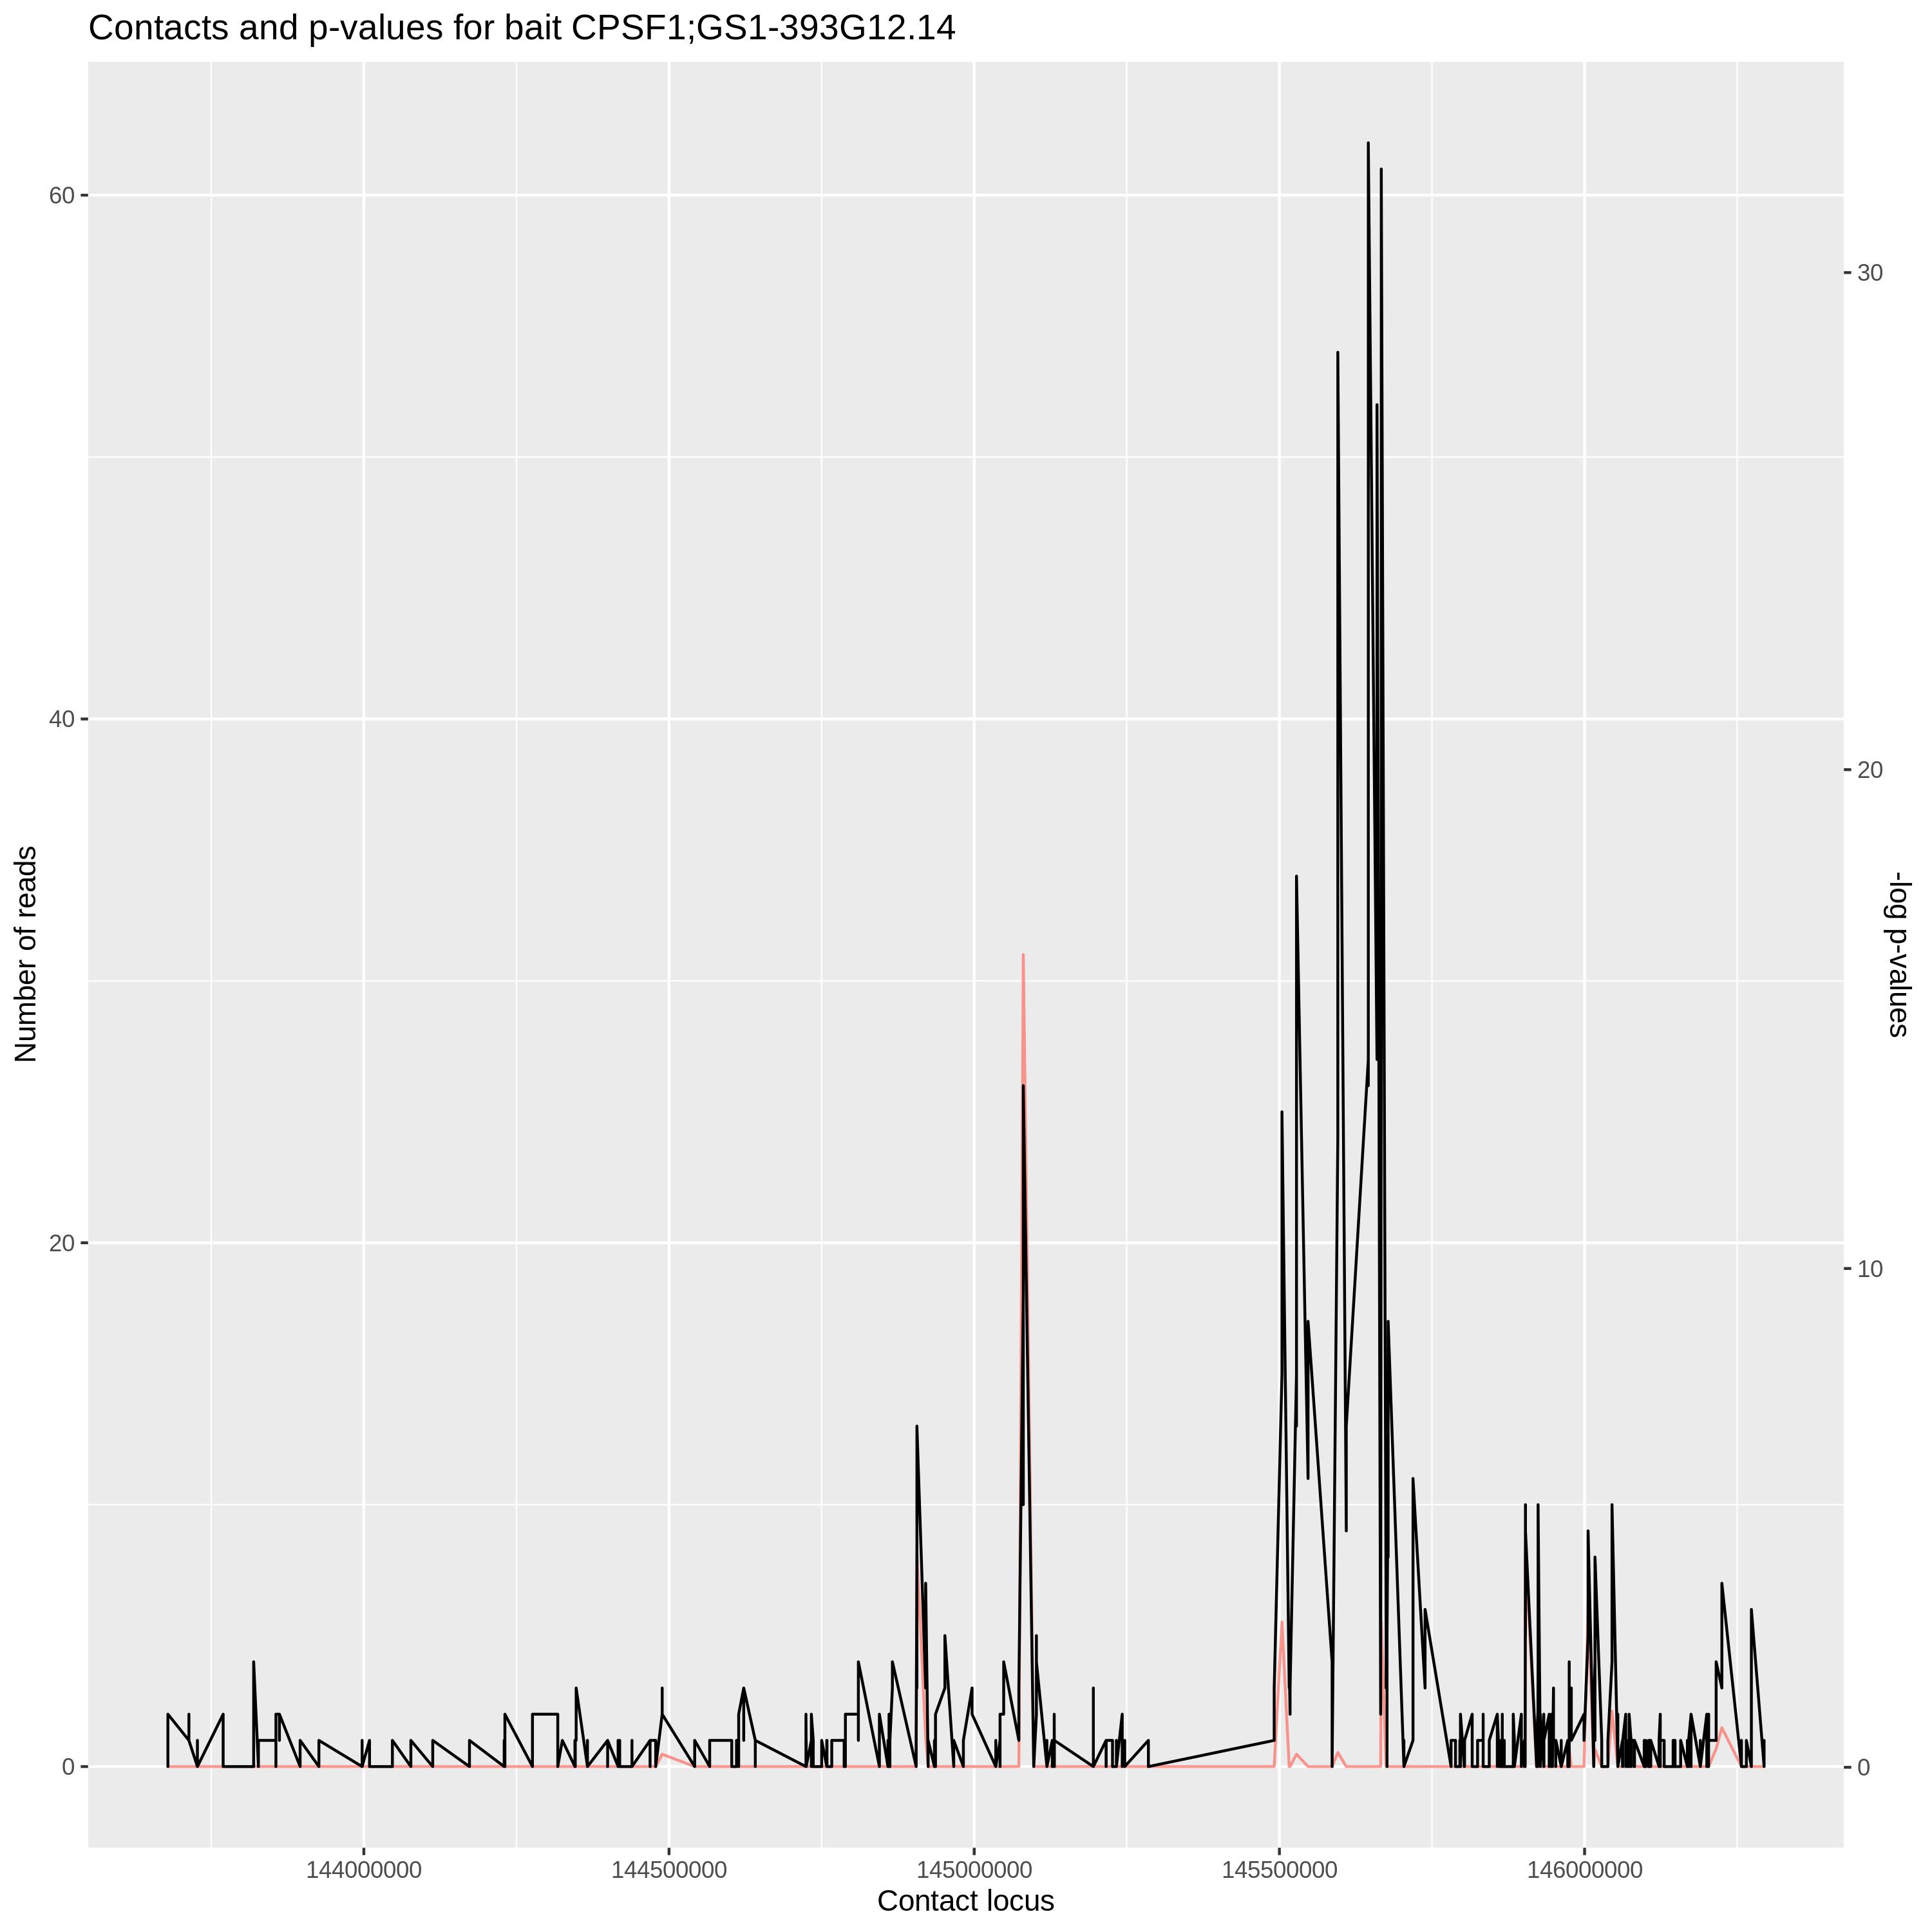 Contacts and p-values for bait CPSF1;GS1-393G12.14
60
40
20
0
Number of reads
30
20
10
0
-log p-values
144000000 144500000 145000000 145500000 146000000
Contact locus